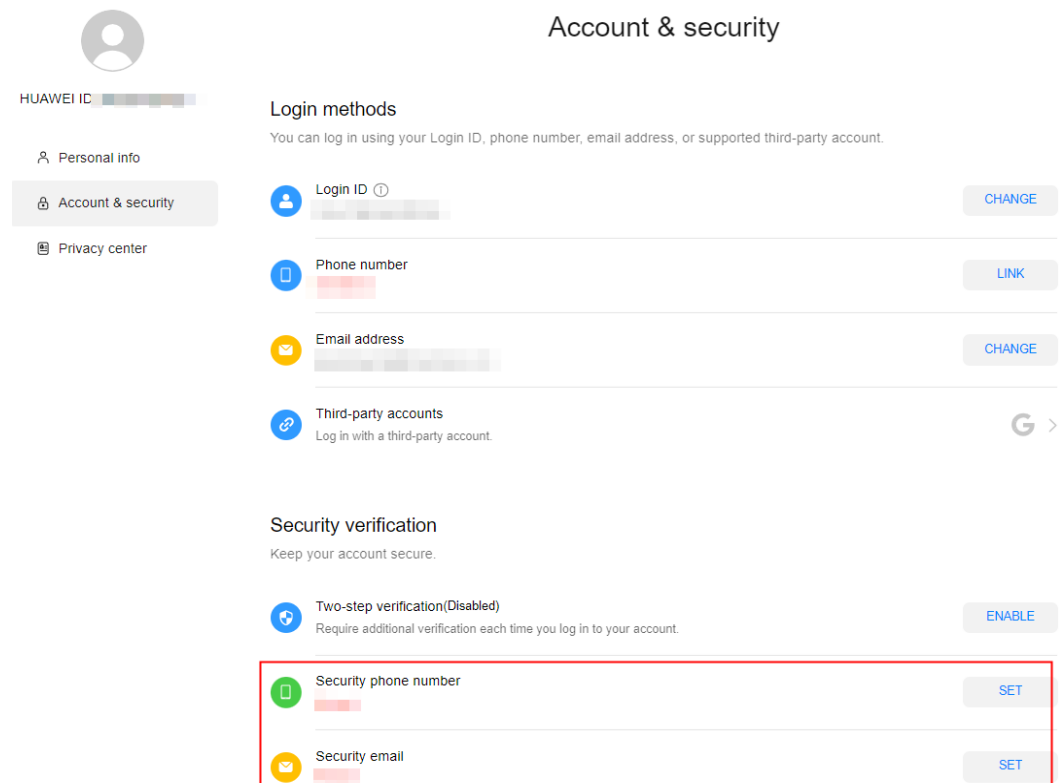 Account & security
HUAWEI ID
Personal info
Account & security
Privacy center
Login methods
You can log in using your Login ID, phone number, email address, or supported third-party account.
Login ID
CHANGE
Phone number
LINK
Email address
CHANGE
Third-party accounts
Log in with a third-party account.
G
Security verification
Keep your account secure.
Two-step verification(Disabled)
Require additional verification each time you log in to your account.
ENABLE
Security phone number
SET
Security email
SET